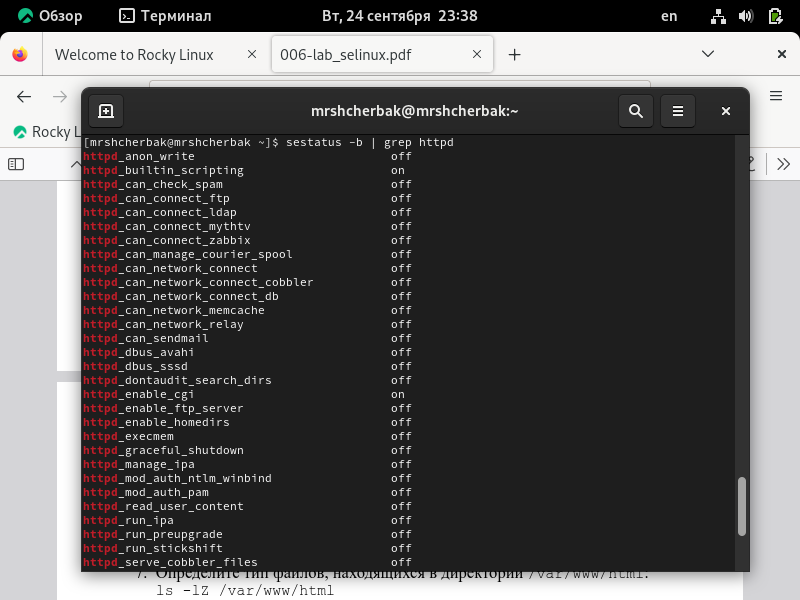 Обзор
Терминал
Вт, 24 сентября 23:38
en
Welcome to Rocky Linux
006-lab_selinux.pdf
Rocky
mrshcherbak@mrshcherbak:~
[mrshcherbak@mrshcherbak ~]$ sestatus -b | grep httpd
httpd_anon_write off
httpd_builtin_scripting on
httpd_can_check_spam off
httpd_can_connect_ftp off
httpd_can_connect_ldap off
httpd_can_connect_mythtv off
httpd_can_connect_zabbix off
httpd_can_manage_courier_spool off
httpd_can_network_connect off
httpd_can_network_connect_cobbler off
httpd_can_network_connect_db off
httpd_can_network_memcache off
httpd_can_network_relay off
httpd_can_sendmail off
httpd_dbus_avahi off
httpd_dbus_sssd off
httpd_dontaudit_search_dirs off
httpd_enable_cgi on
httpd_enable_ftp_server off
httpd_enable_homedirs off
httpd_execmem off
httpd_graceful_shutdown off
httpd_manage_ipa off
httpd_mod_auth_ntlm_winbind off
httpd_mod_auth_pam off
httpd_read_user_content off
httpd_run_ipa off
httpd_run_preupgrade off
httpd_run_stickshift off
httpd_serve_cobbler_files off
7. Определите тип файлов, находящихся в директории /var/www/html:
ls -lZ /var/www/html